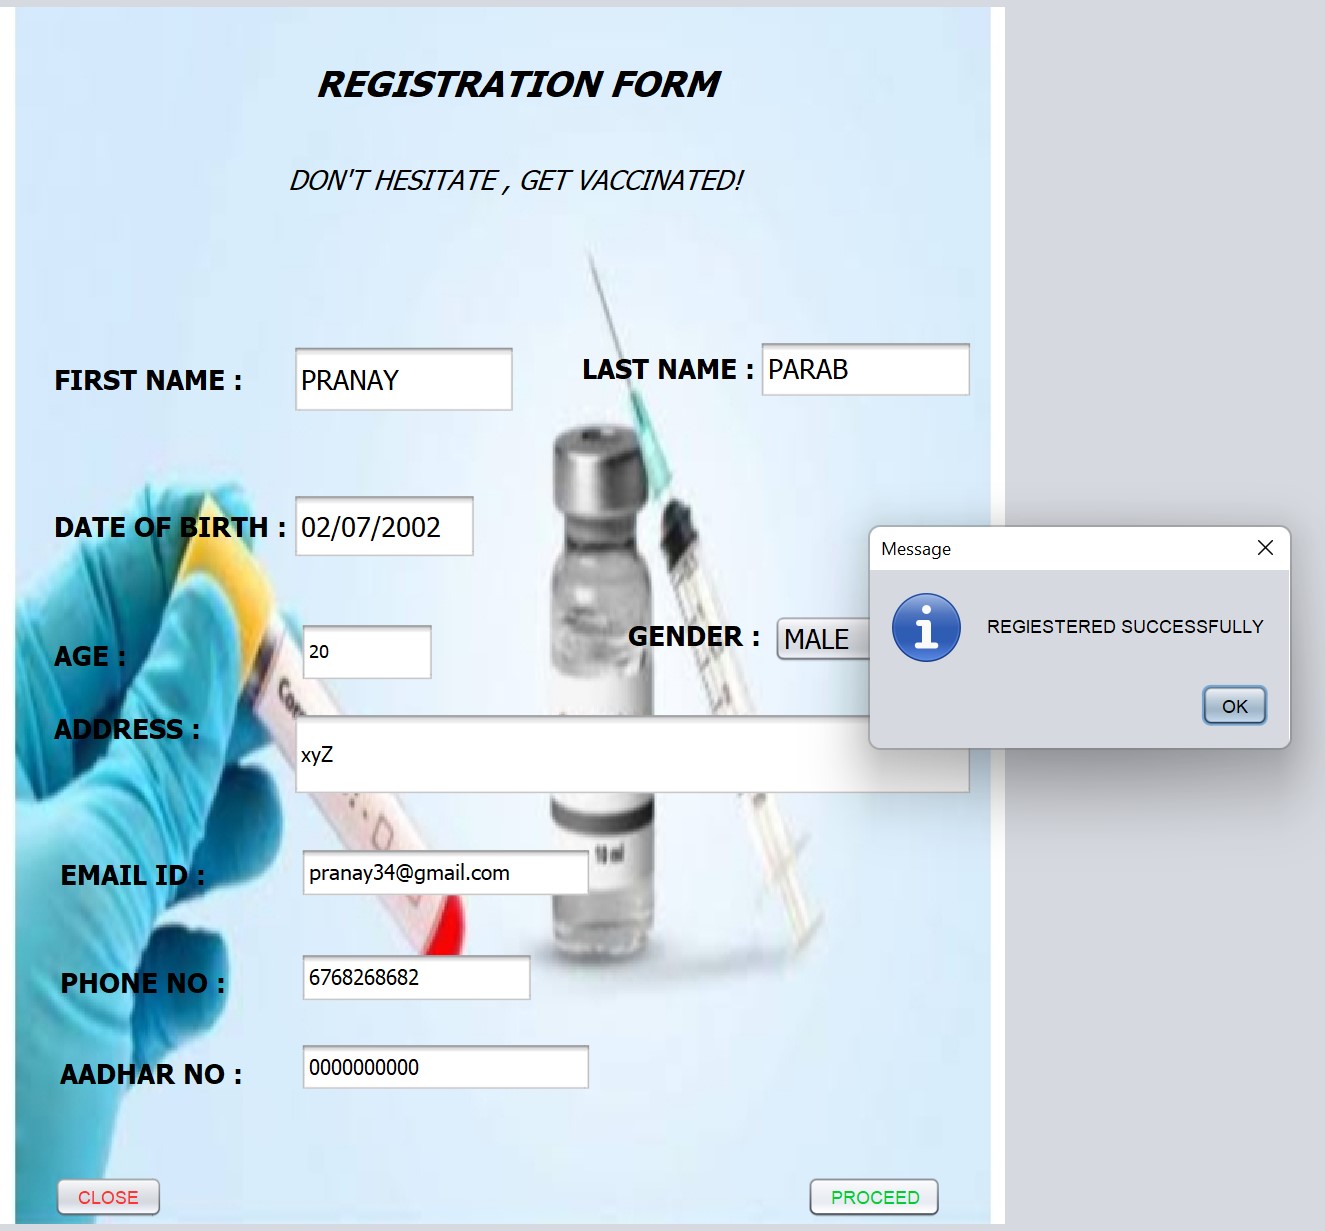 REGISTRATION FORM
DON'T HESITATE , GET VACCINATED!
FIRST NAME : PRANAY LAST NAME : PARAB
DATE OF BIRTH : 02/07/2002
Message
REGIESTERED SUCCESSFULLY
OK
AGE : 20 GENDER : MALE
ADDRESS : xyZ
EMAIL ID : pranay34@gmail.com
10 ml
PHONE NO : 6768268682
AADHAR NO : 0000000000
CLOSE PROCEED